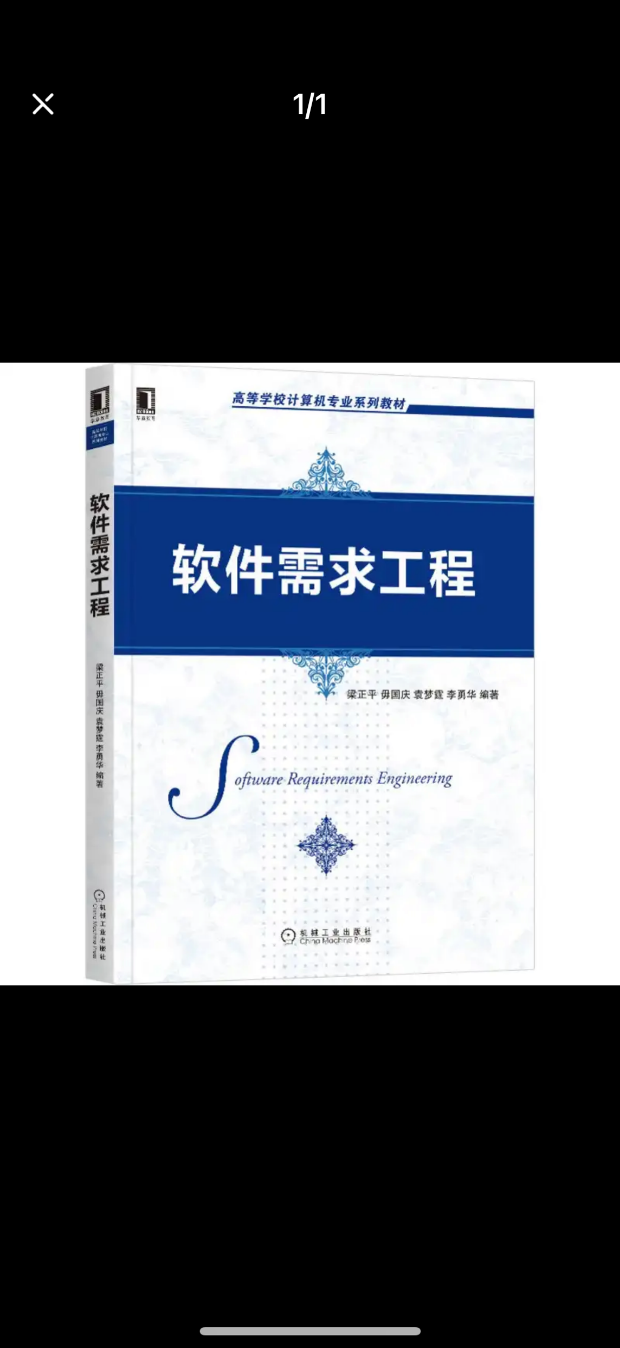 1/1
高等学校计算机专业系列教材
软件需求工程
梁正平 毋国庆 袁梦霆 李勇华 编著
Software Requirements Engineering
机械工业出版社
China Machine Press
软件需求工程
梁正平 毋国庆 袁梦霆 李勇华 编著
机械工业出版社
China Machine Press